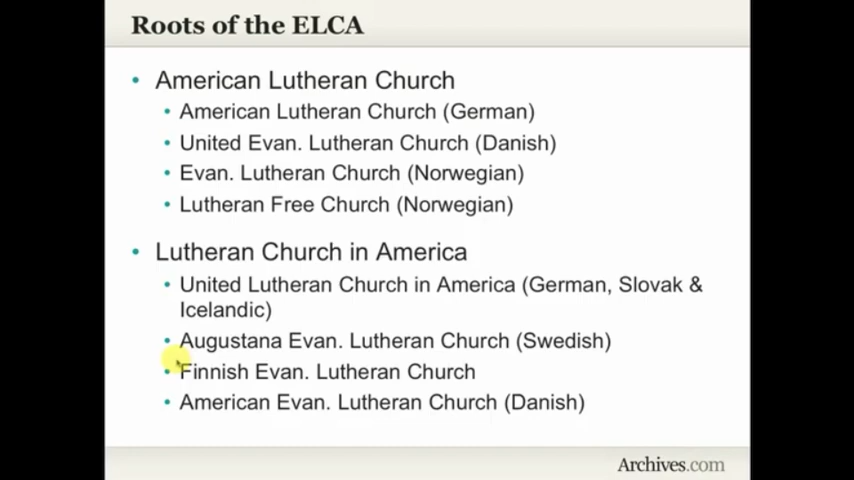 Roots of the ELCA
• American Lutheran Church
• American Lutheran Church (German)
• United Evan. Lutheran Church (Danish)
• Evan. Lutheran Church (Norwegian)
• Lutheran Free Church (Norwegian)
• Lutheran Church in America
• United Lutheran Church in America (German, Slovak &
Icelandic)
• Augustana Evan. Lutheran Church (Swedish)
• Finnish Evan. Lutheran Church
• American Evan. Lutheran Church (Danish)
Archives.com